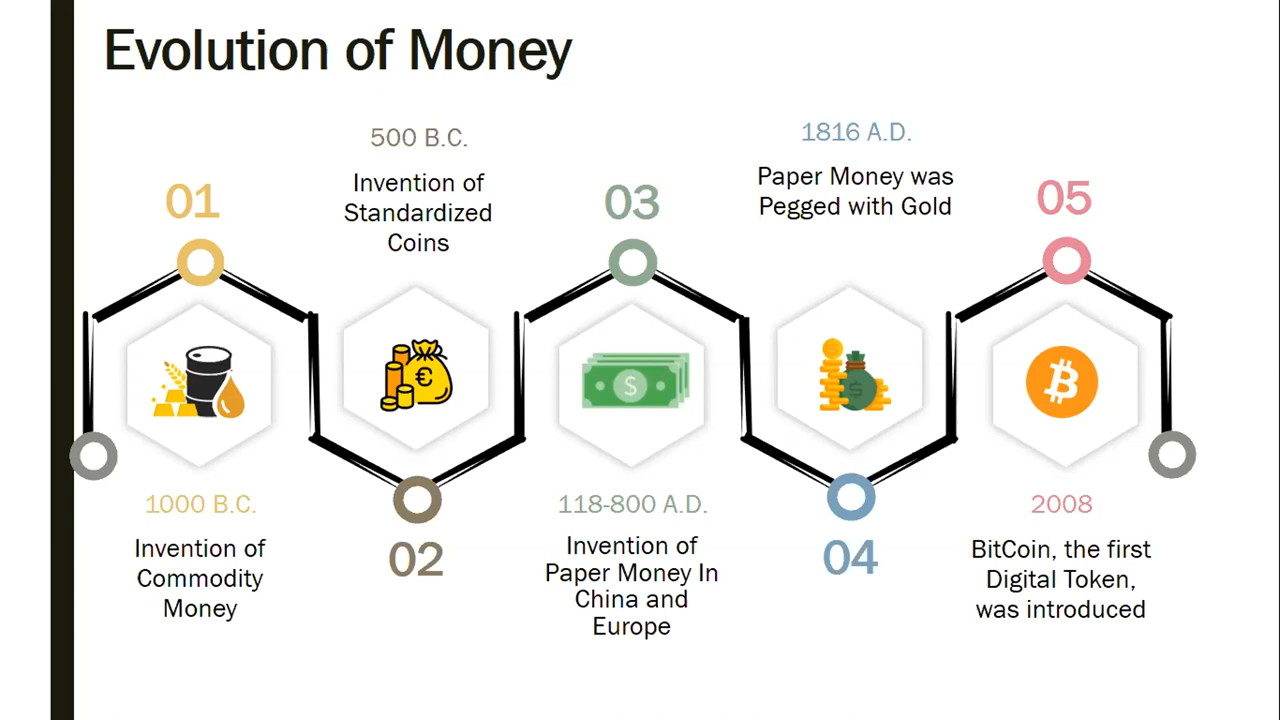 Evolution of Money
01
1000 B.C.
Invention of
Commodity
Money
500 B.C.
Invention of
Standardized
Coins
02
03
118-800 A.D.
Invention of
Paper Money In
China and
Europe
1816 A.D.
Paper Money was
Pegged with Gold
04
05
2008
BitCoin, the first
Digital Token,
was introduced